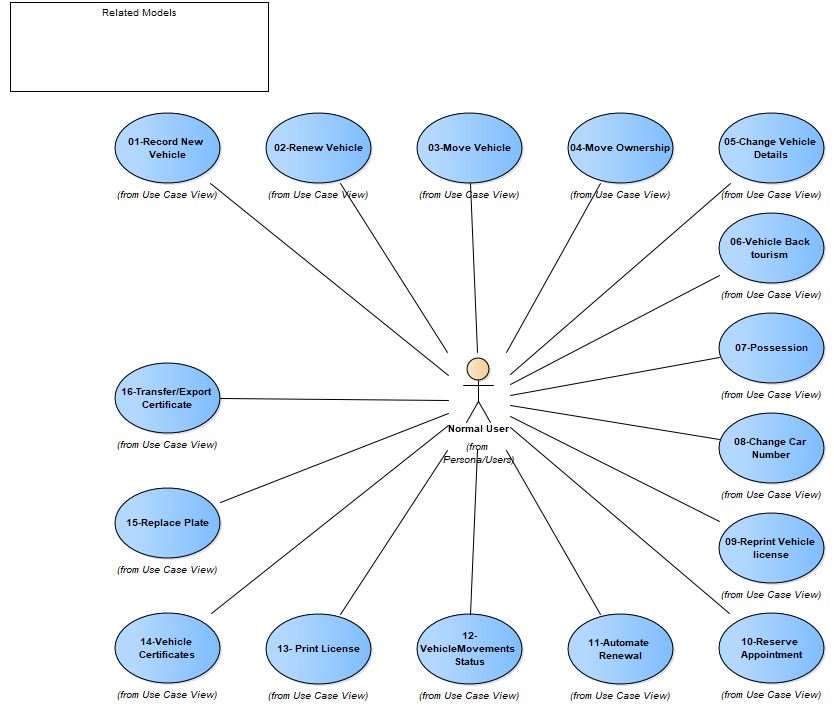 Related Models
01-Record New
Vehicle
(from Use Case View)
02-Renew Vehicle
(from Use Case View)
03-Move Vehicle
(from Use Case View)
04-Move Ownership
(from Use Case View)
05-Change Vehicle
Details
(from Use Case View)
06-Vehicle Back
tourism
(from Use Case View)
07-Possession
(from Use Case View)
16-Transfer/Export
Certificate
(from Use Case View)
Normal User
(from
Persona/Users)
08-Change Car
Number
(from Use Case View)
15-Replace Plate
(from Use Case View)
09-Reprint Vehicle
license
(from Use Case View)
14-Vehicle
Certificates
(from Use Case View)
13- Print License
(from Use Case View)
12-
VehicleMovements
Status
(from Use Case View)
11-Automate
Renewal
(from Use Case View)
10-Reserve
Appointment
(from Use Case View)